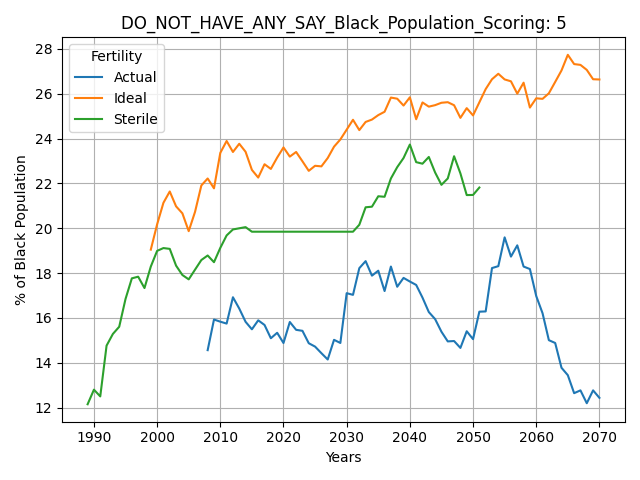 DO_NOT_HAVE_ANY_SAY_Black_Population_Scoring: 5
Fertility
Actual
Ideal
Sterile
% of Black Population
28
26
24
22
20
18
16
14
12
1990 2000 2010 2020 2030 2040 2050 2060 2070
Years